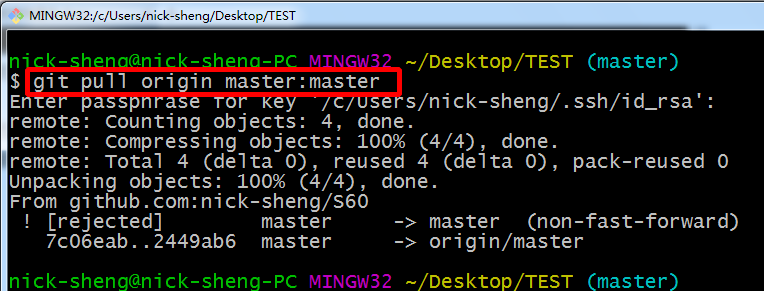 MINGW32:/c/Users/nick-sheng/Desktop/TEST
nick-sheng@nick-sheng-PC MINGW32 ~/Desktop/TEST (master)
$ git pull origin master:master
Enter passphrase for key '/c/Users/nick-sheng/.ssh/id_rsa':
remote: Counting objects: 4, done.
remote: Compressing objects: 100% (4/4), done.
remote: Total 4 (delta 0), reused 4 (delta 0), pack-reused 0
Unpacking objects: 100% (4/4), done.
From github.com:nick-sheng/S60
 ! [rejected]        master     -> master  (non-fast-forward)
   7c06eab..2449ab6  master     -> origin/master
nick-sheng@nick-sheng-PC MINGW32 ~/Desktop/TEST (master)